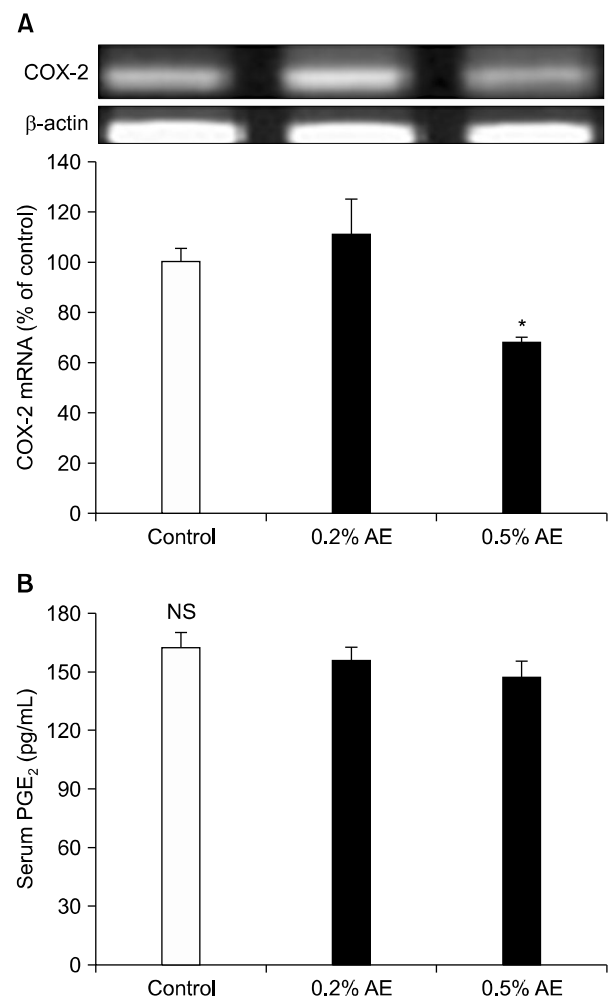 A
COX-2
β-actin
COX-2 mRNA (% of control)
140
120
100
80
60
40
20
0
*
Control 0.2% AE 0.5% AE
B
Serum PGE₂ (pg/mL)
180
150
120
90
60
30
0
NS
Control 0.2% AE 0.5% AE